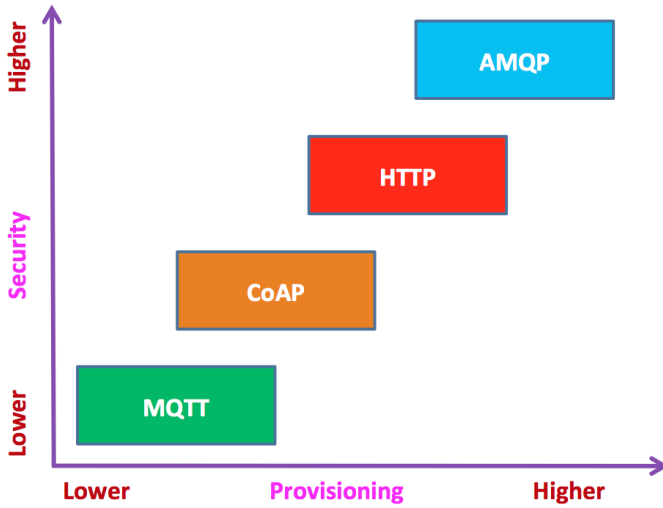 Higher
AMQP
HTTP
Security
CoAP
MQTT
Lower
Lower
Provisioning
Higher